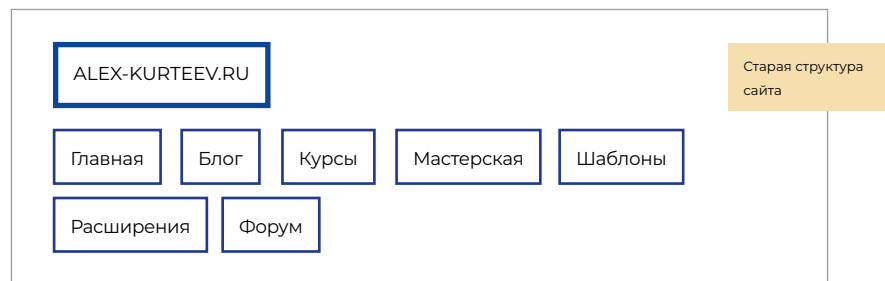 ALEX-KURTEEV.RU
Старая структура
сайта
Главная
Блог
Курсы
Мастерская
Шаблоны
Расширения
Форум